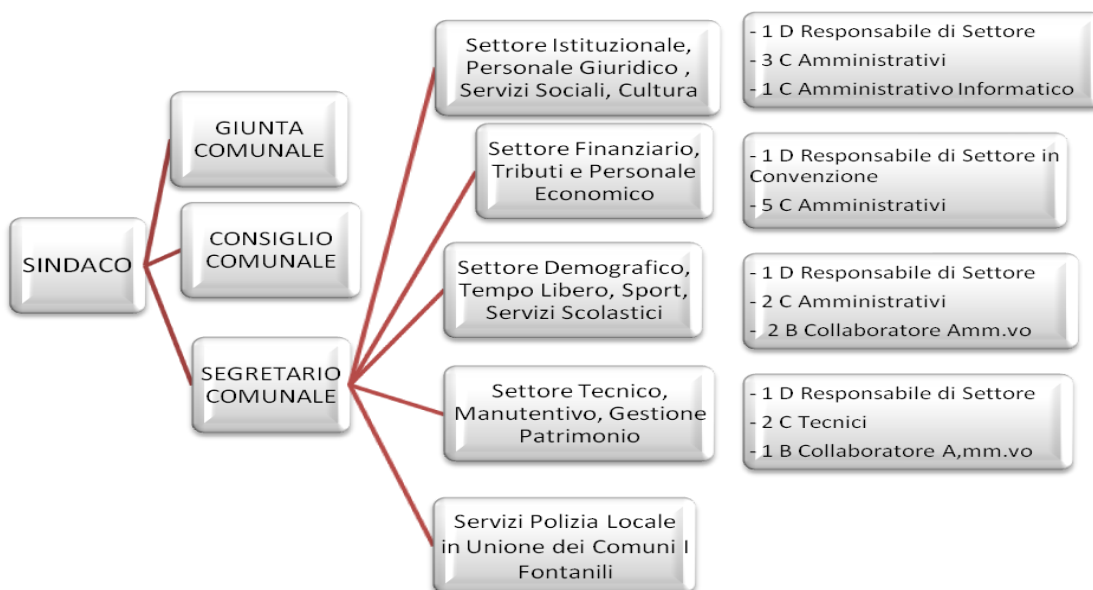 SINDACO
GIUNTA
COMUNALE
CONSIGLIO
COMUNALE
SEGRETARIO
COMUNALE
Settore Istituzionale,
Personale Giuridico ,
Servizi Sociali, Cultura
- 1 D Responsabile di Settore
- 3 C Amministrativi
- 1 C Amministrativo Informatico
Settore Finanziario,
Tributi e Personale
Economico
- 1 D Responsabile di Settore in
Convenzione
- 5 C Amministrativi
Settore Demografico,
Tempo Libero, Sport,
Servizi Scolastici
- 1 D Responsabile di Settore
- 2 C Amministrativi
- 2 B Collaboratore Amm.vo
Settore Tecnico,
Manutentivo, Gestione
Patrimonio
- 1 D Responsabile di Settore
- 2 C Tecnici
- 1 B Collaboratore A,mm.vo
Servizi Polizia Locale
in Unione dei Comuni I
Fontanili